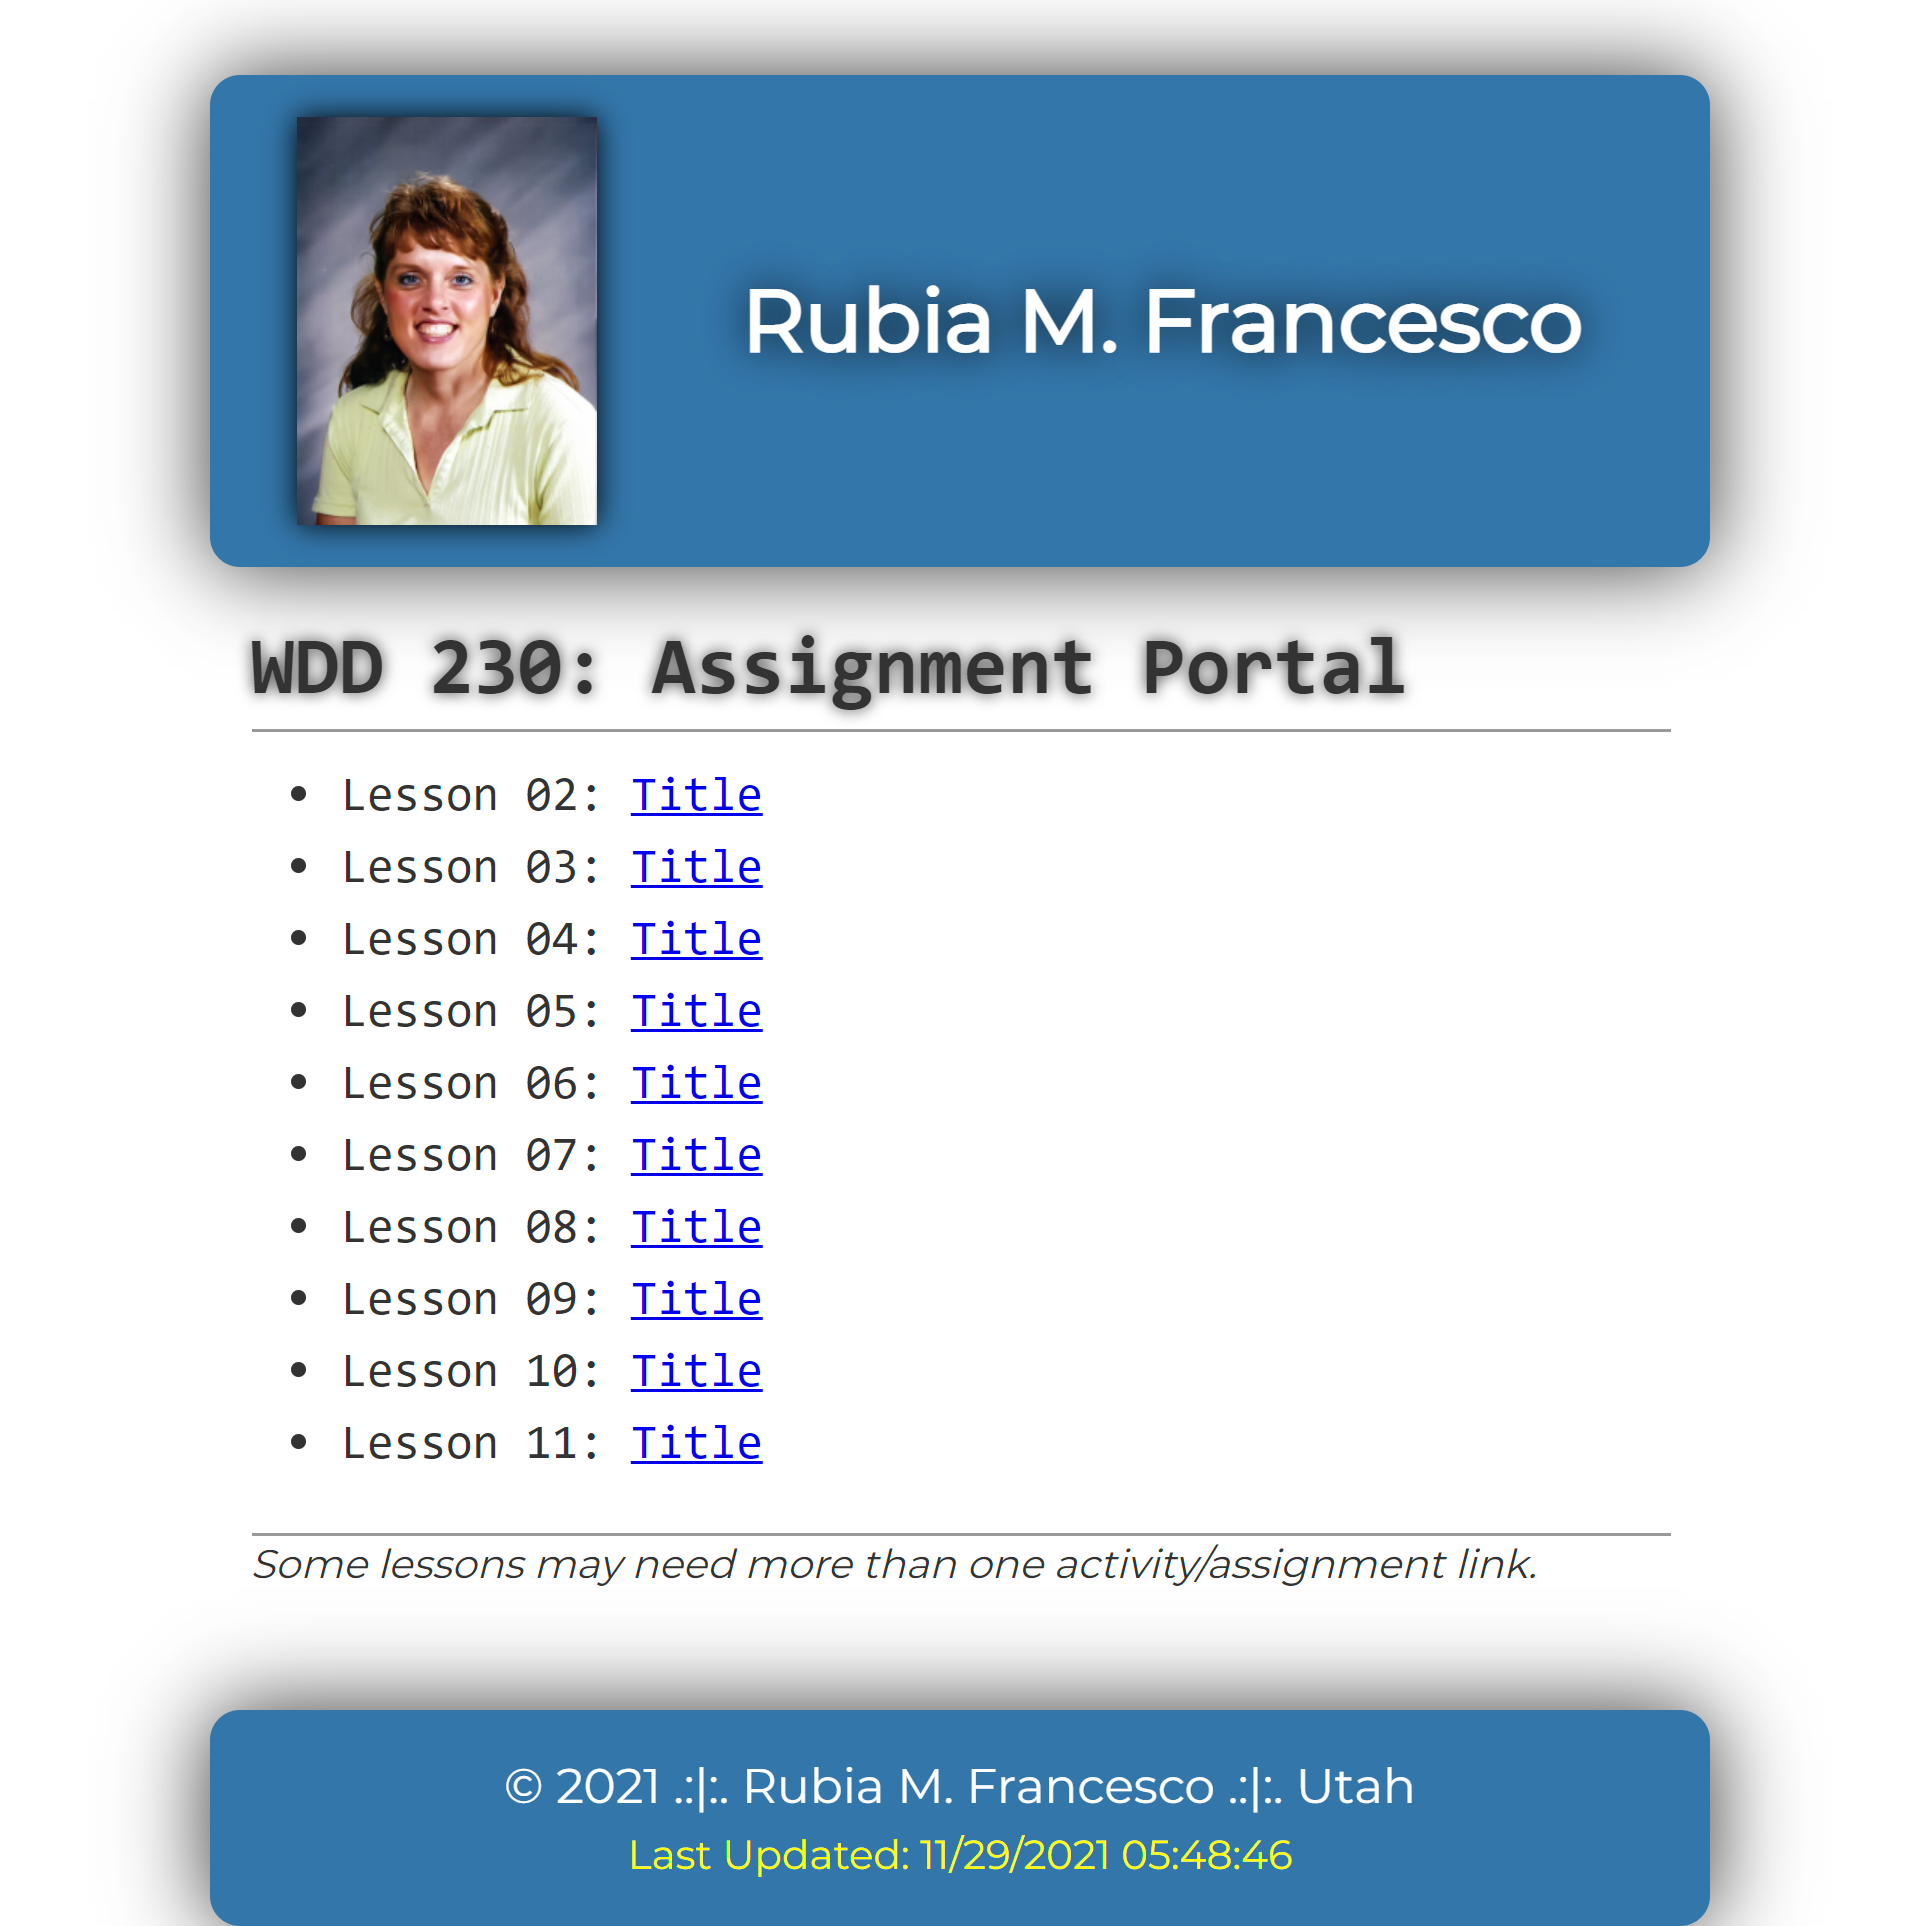 Rubia M. Francesco
WDD 230: Assignment Portal
• Lesson 02: Title
• Lesson 03: Title
• Lesson 04: Title
• Lesson 05: Title
• Lesson 06: Title
• Lesson 07: Title
• Lesson 08: Title
• Lesson 09: Title
• Lesson 10: Title
• Lesson 11: Title
Some lessons may need more than one activity/assignment link.
© 2021 .:|:. Rubia M. Francesco .:|:. Utah
Last Updated: 11/29/2021 05:48:46